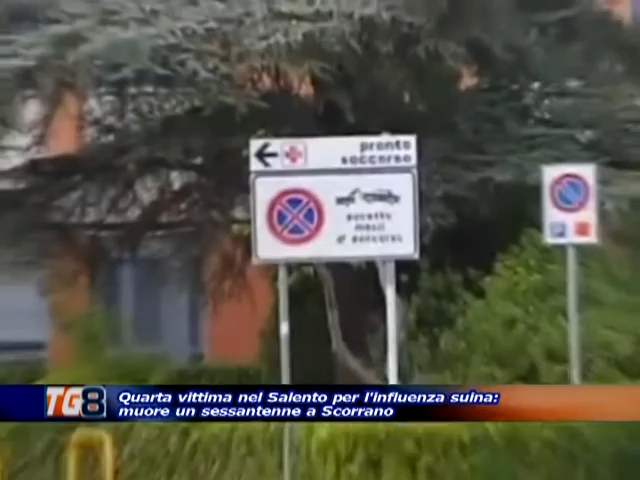 pronto
soccorso
eccetto
mezzi
di soccorso
TG8
Quarta vittima nel Salento per l'influenza suina:
muore un sessantenne a Scorrano